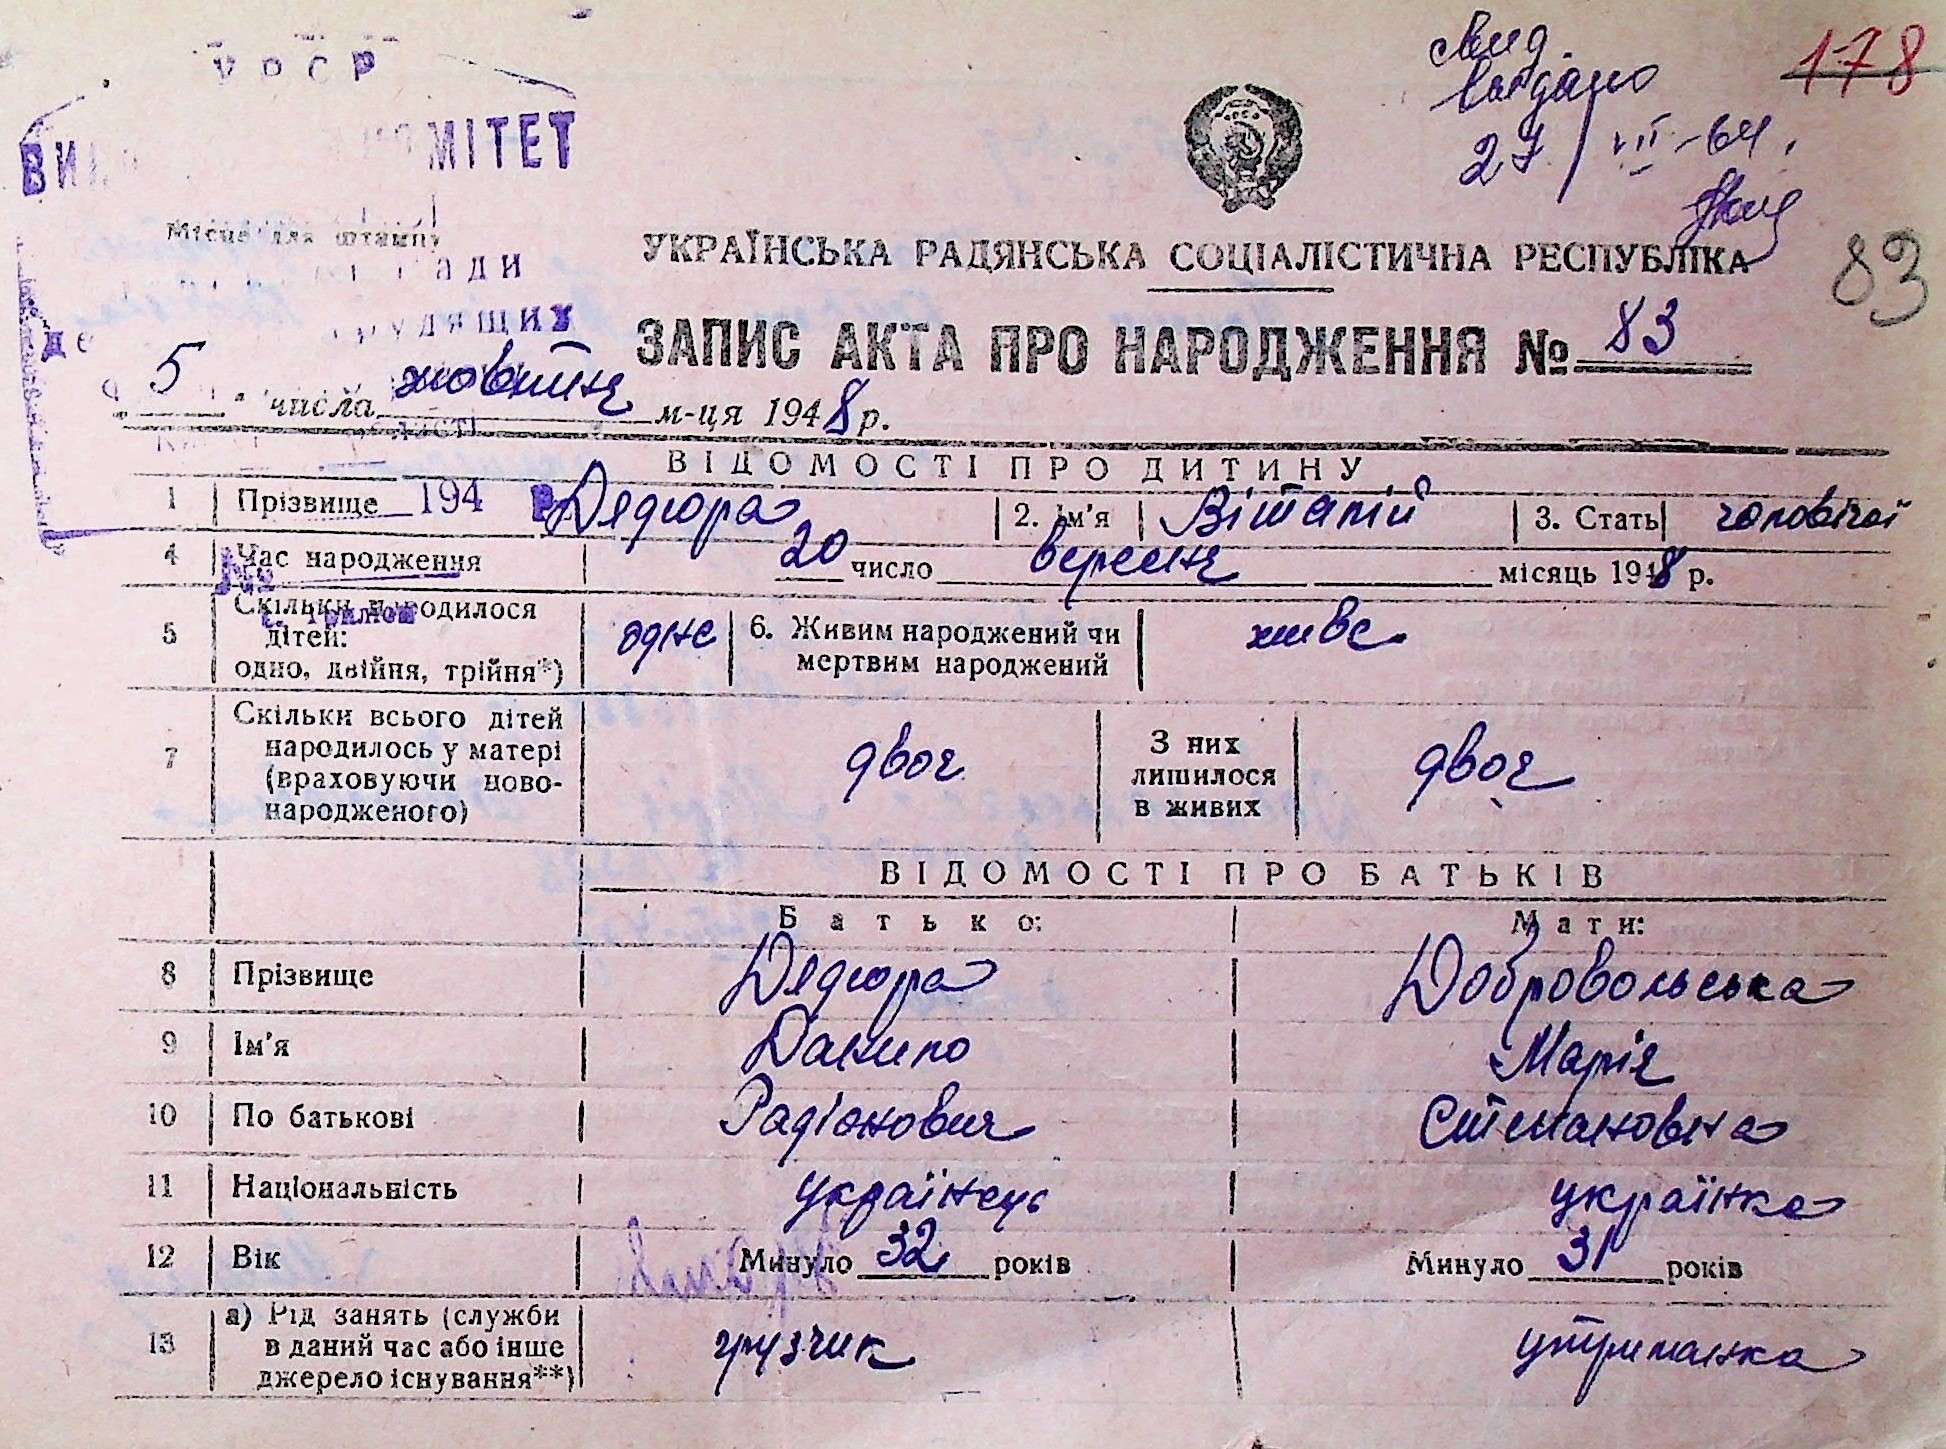 УРСР
свид.
выдано
27/VII-64.
178
МІТЕТ
Місце для штампу
УКРАЇНСЬКА РАДЯНСЬКА СОЦІАЛІСТИЧНА РЕСПУБЛІКА
83
трудящих
ЗАПИС АКТА ПРО НАРОДЖЕННЯ № 83
5 числа жовтня м-ця 1948 р.
ВІДОМОСТІ ПРО ДИТИНУ
1 Прізвище 194 р. Дядюра 2. Ім'я Віталій 3. Стать чоловічої
4 Час народження 20 число вересня місяць 1948 р.
5 Скільки народилося дітей: одно, двійня, трійня*) одне 6. Живим народжений чи мертвим народжений живе
7 Скільки всього дітей народилось у матері (враховуючи ново-народженого) двоє З них лишилося в живих двоє
ВІДОМОСТІ ПРО БАТЬКІВ
Батько: Мати:
8 Прізвище Дядюра Добровольська
9 Ім'я Данило Марія
10 По батькові Радіонович Степановна
11 Національність українець українка
12 Вік Минуло 32 років Минуло 31 років
13 а) Рід занять (служби в даний час або інше джерело існування**) грузчик утриманка